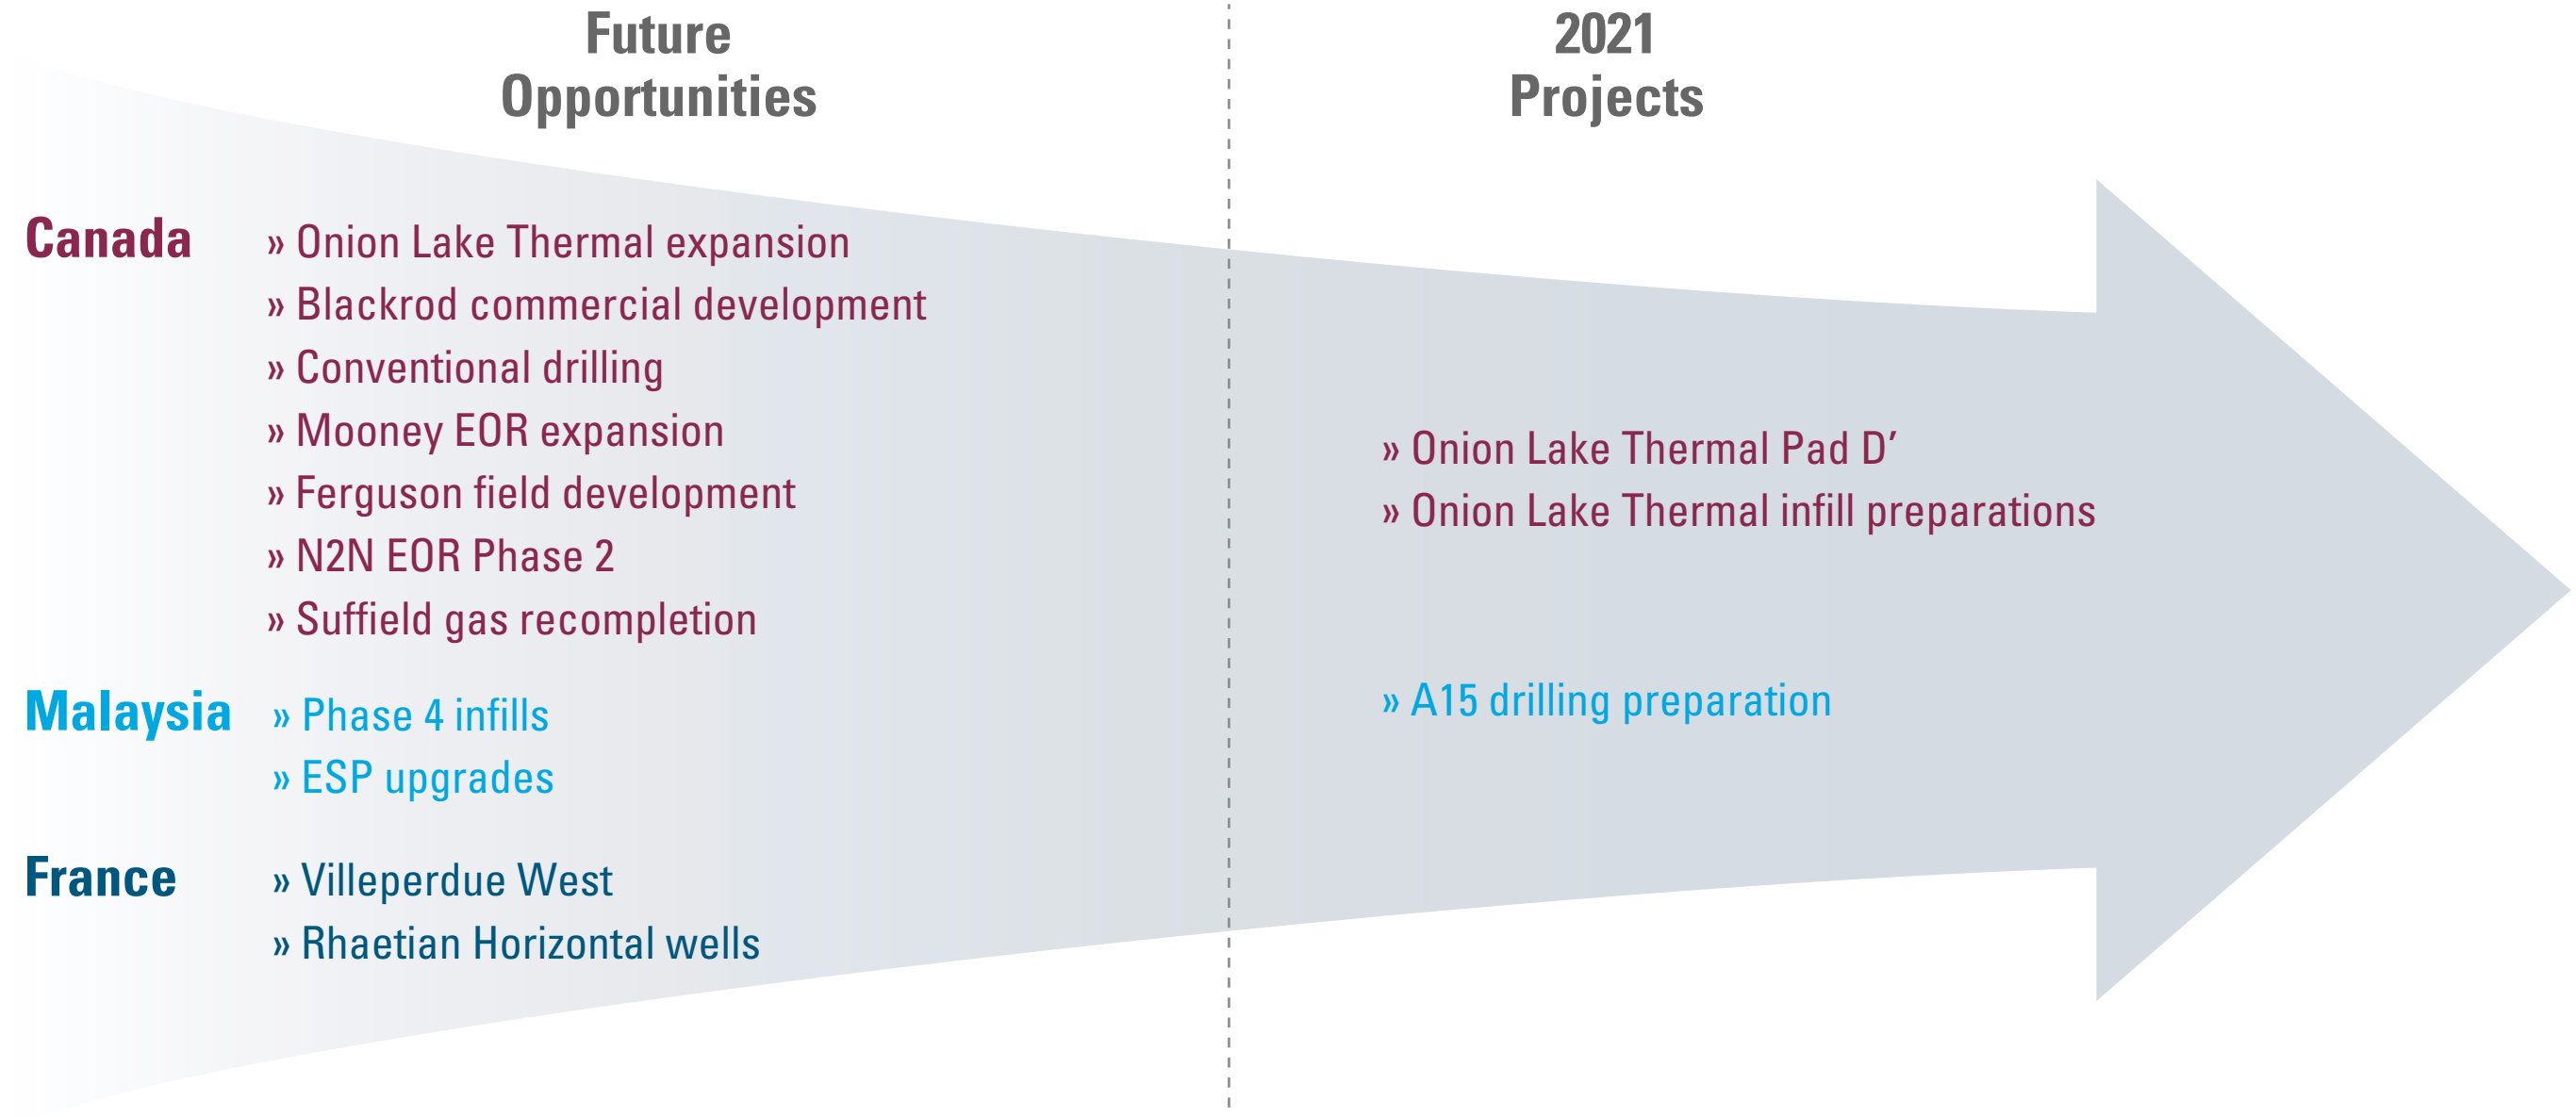 Future
Opportunities
2021
Projects
Canada
» Onion Lake Thermal expansion
» Blackrod commercial development
» Conventional drilling
» Mooney EOR expansion
» Ferguson field development
» N2N EOR Phase 2
» Suffield gas recompletion
» Onion Lake Thermal Pad D’
» Onion Lake Thermal infill preparations
Malaysia
» Phase 4 infills
» ESP upgrades
» A15 drilling preparation
France
» Villeperdue West
» Rhaetian Horizontal wells